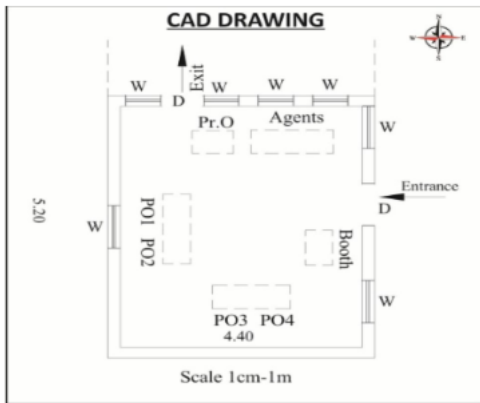 CAD DRAWING
N
W E
S
Exit
W W W W
D
Pr.O Agents
W
Entrance
D
5.20
W
PO1
PO2
Booth
W
PO3 PO4
4.40
Scale 1cm-1m